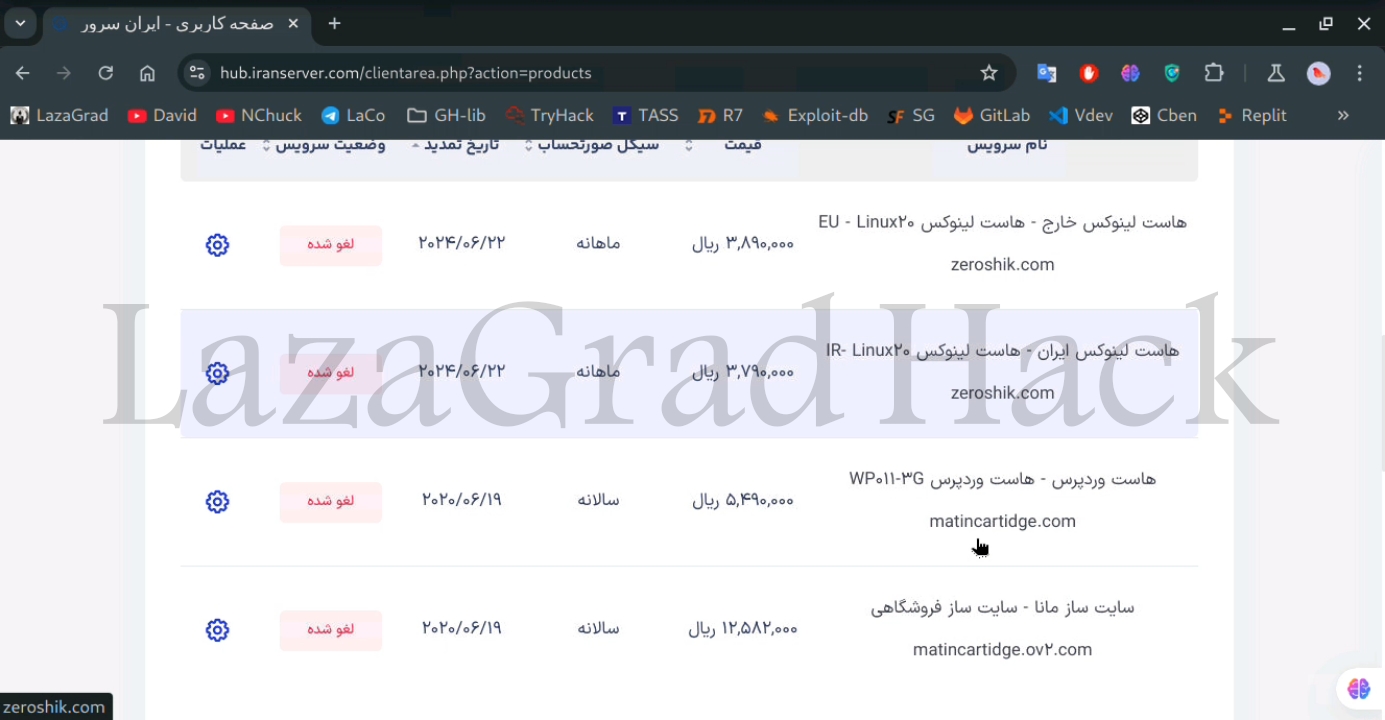 صفحه کاربری - ایران سرور
hub.iranserver.com/clientarea.php?action=products
LazaGrad David NChuck LaCo GH-lib TryHack TASS R7 Exploit-db SG GitLab Vdev Cben Replit »
نام سرویس قیمت سیکل صورتحساب تاریخ تمدید وضعیت سرویس عملیات
هاست لینوکس خارج - هاست لینوکس EU - Linux۲۰
zeroshik.com
۳,۸۹۰,۰۰۰ ریال ماهانه ۲۰۲۴/۰۶/۲۲ لغو شده
هاست لینوکس ایران - هاست لینوکس IR- Linux۲۰
zeroshik.com
۳,۷۹۰,۰۰۰ ریال ماهانه ۲۰۲۴/۰۶/۲۲ لغو شده
LazaGrad Hack
هاست وردپرس - هاست وردپرس WP۰۱۱-۳G
matincartidge.com
۵,۴۹۰,۰۰۰ ریال سالانه ۲۰۲۰/۰۶/۱۹ لغو شده
سایت ساز مانا - سایت ساز فروشگاهی
matincartidge.ov۲.com
۱۲,۵۸۲,۰۰۰ ریال سالانه ۲۰۲۰/۰۶/۱۹ لغو شده
zeroshik.com